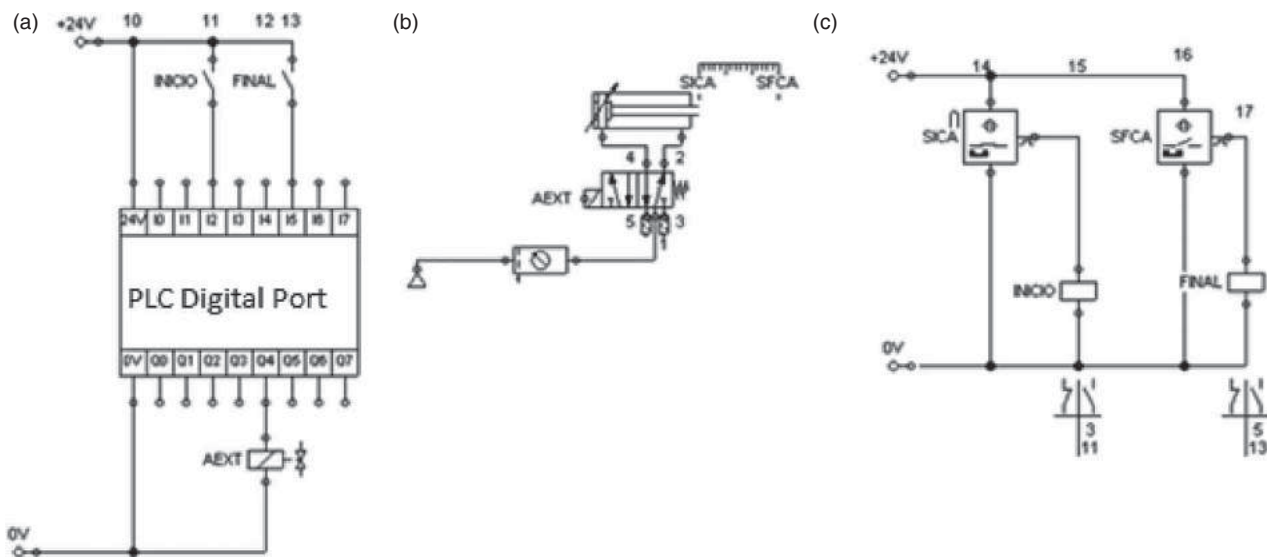 (a)
10 11 12 13
+24V
INICIO FINAL
24V I0 I1 I2 I3 I4 I5 I6 I7
PLC Digital Port
0V Q0 Q1 Q2 Q3 Q4 Q5 Q6 Q7
AEXT
0V
(b)
SICA SFCA
4 2
AEXT
5 3
1
(c)
16
14 15
+24V
17
SICA SFCA
INICIO FINAL
0V
3 5
11 13